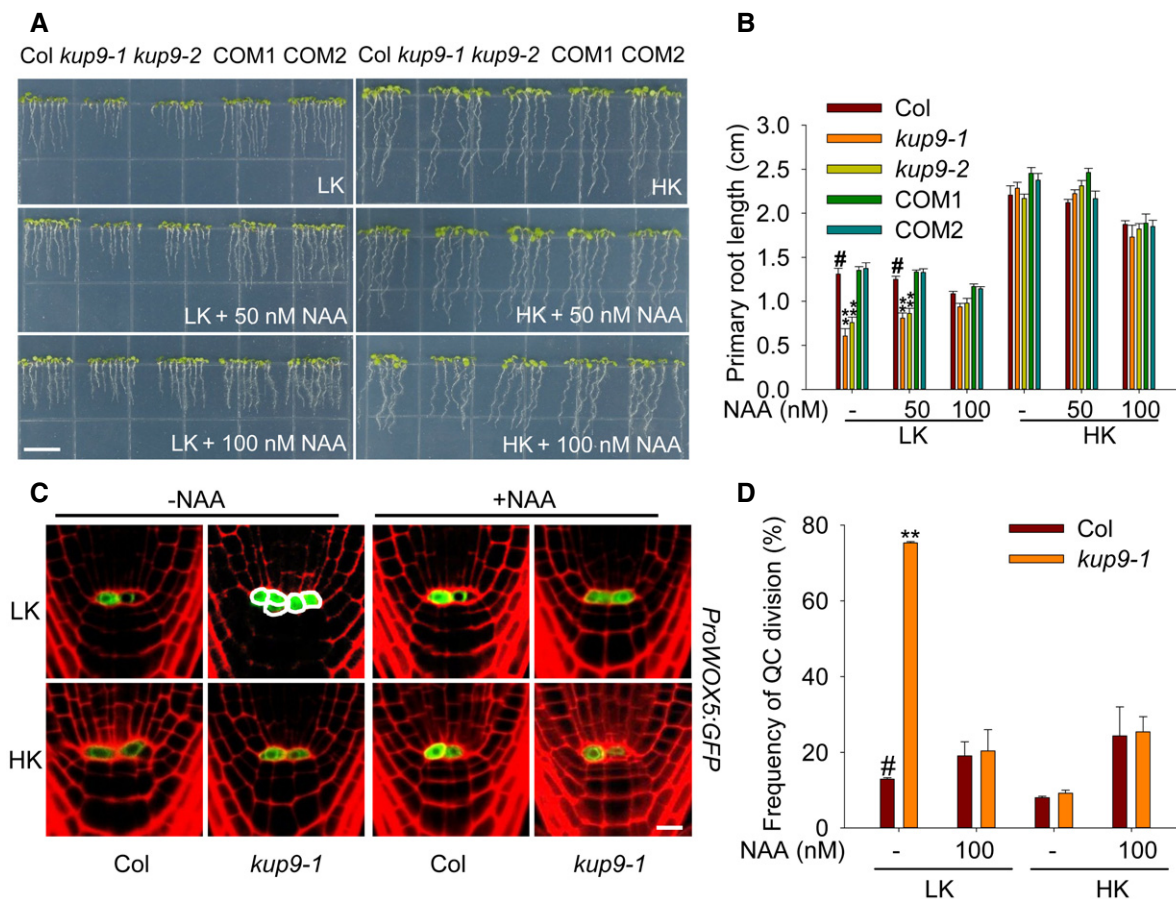 A
Col kup9-1 kup9-2 COM1 COM2
Col kup9-1 kup9-2 COM1 COM2
LK
HK
LK + 50 nM NAA
HK + 50 nM NAA
LK + 100 nM NAA
HK + 100 nM NAA
B
Col
kup9-1
kup9-2
COM1
COM2
Primary root length (cm)
3.0
2.5
2.0
1.5
1.0
0.5
0.0
#
**
**
#
**
**
NAA (nM)
- 50 100 - 50 100
LK HK
C
-NAA +NAA
LK
HK
ProWOX5:GFP
Col kup9-1 Col kup9-1
D
Col
kup9-1
Frequency of QC division (%)
80
60
40
20
0
#
**
NAA (nM)
- 100 - 100
LK HK